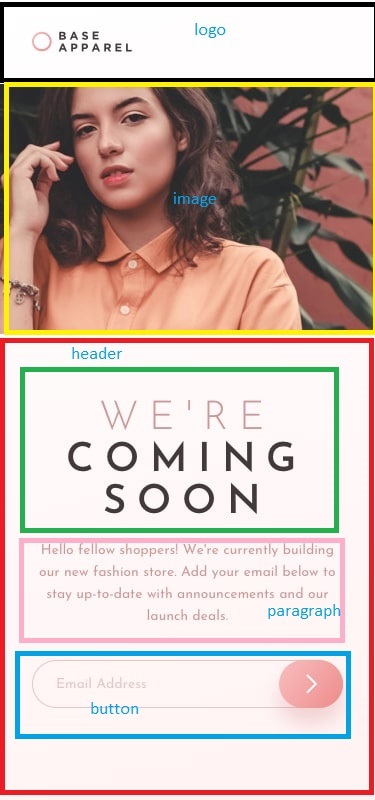 BASE
APPAREL
logo
image
header
WE'RE
COMING
SOON
Hello fellow shoppers! We're currently building
our new fashion store. Add your email below to
stay up-to-date with announcements and our
launch deals.
paragraph
Email Address
button